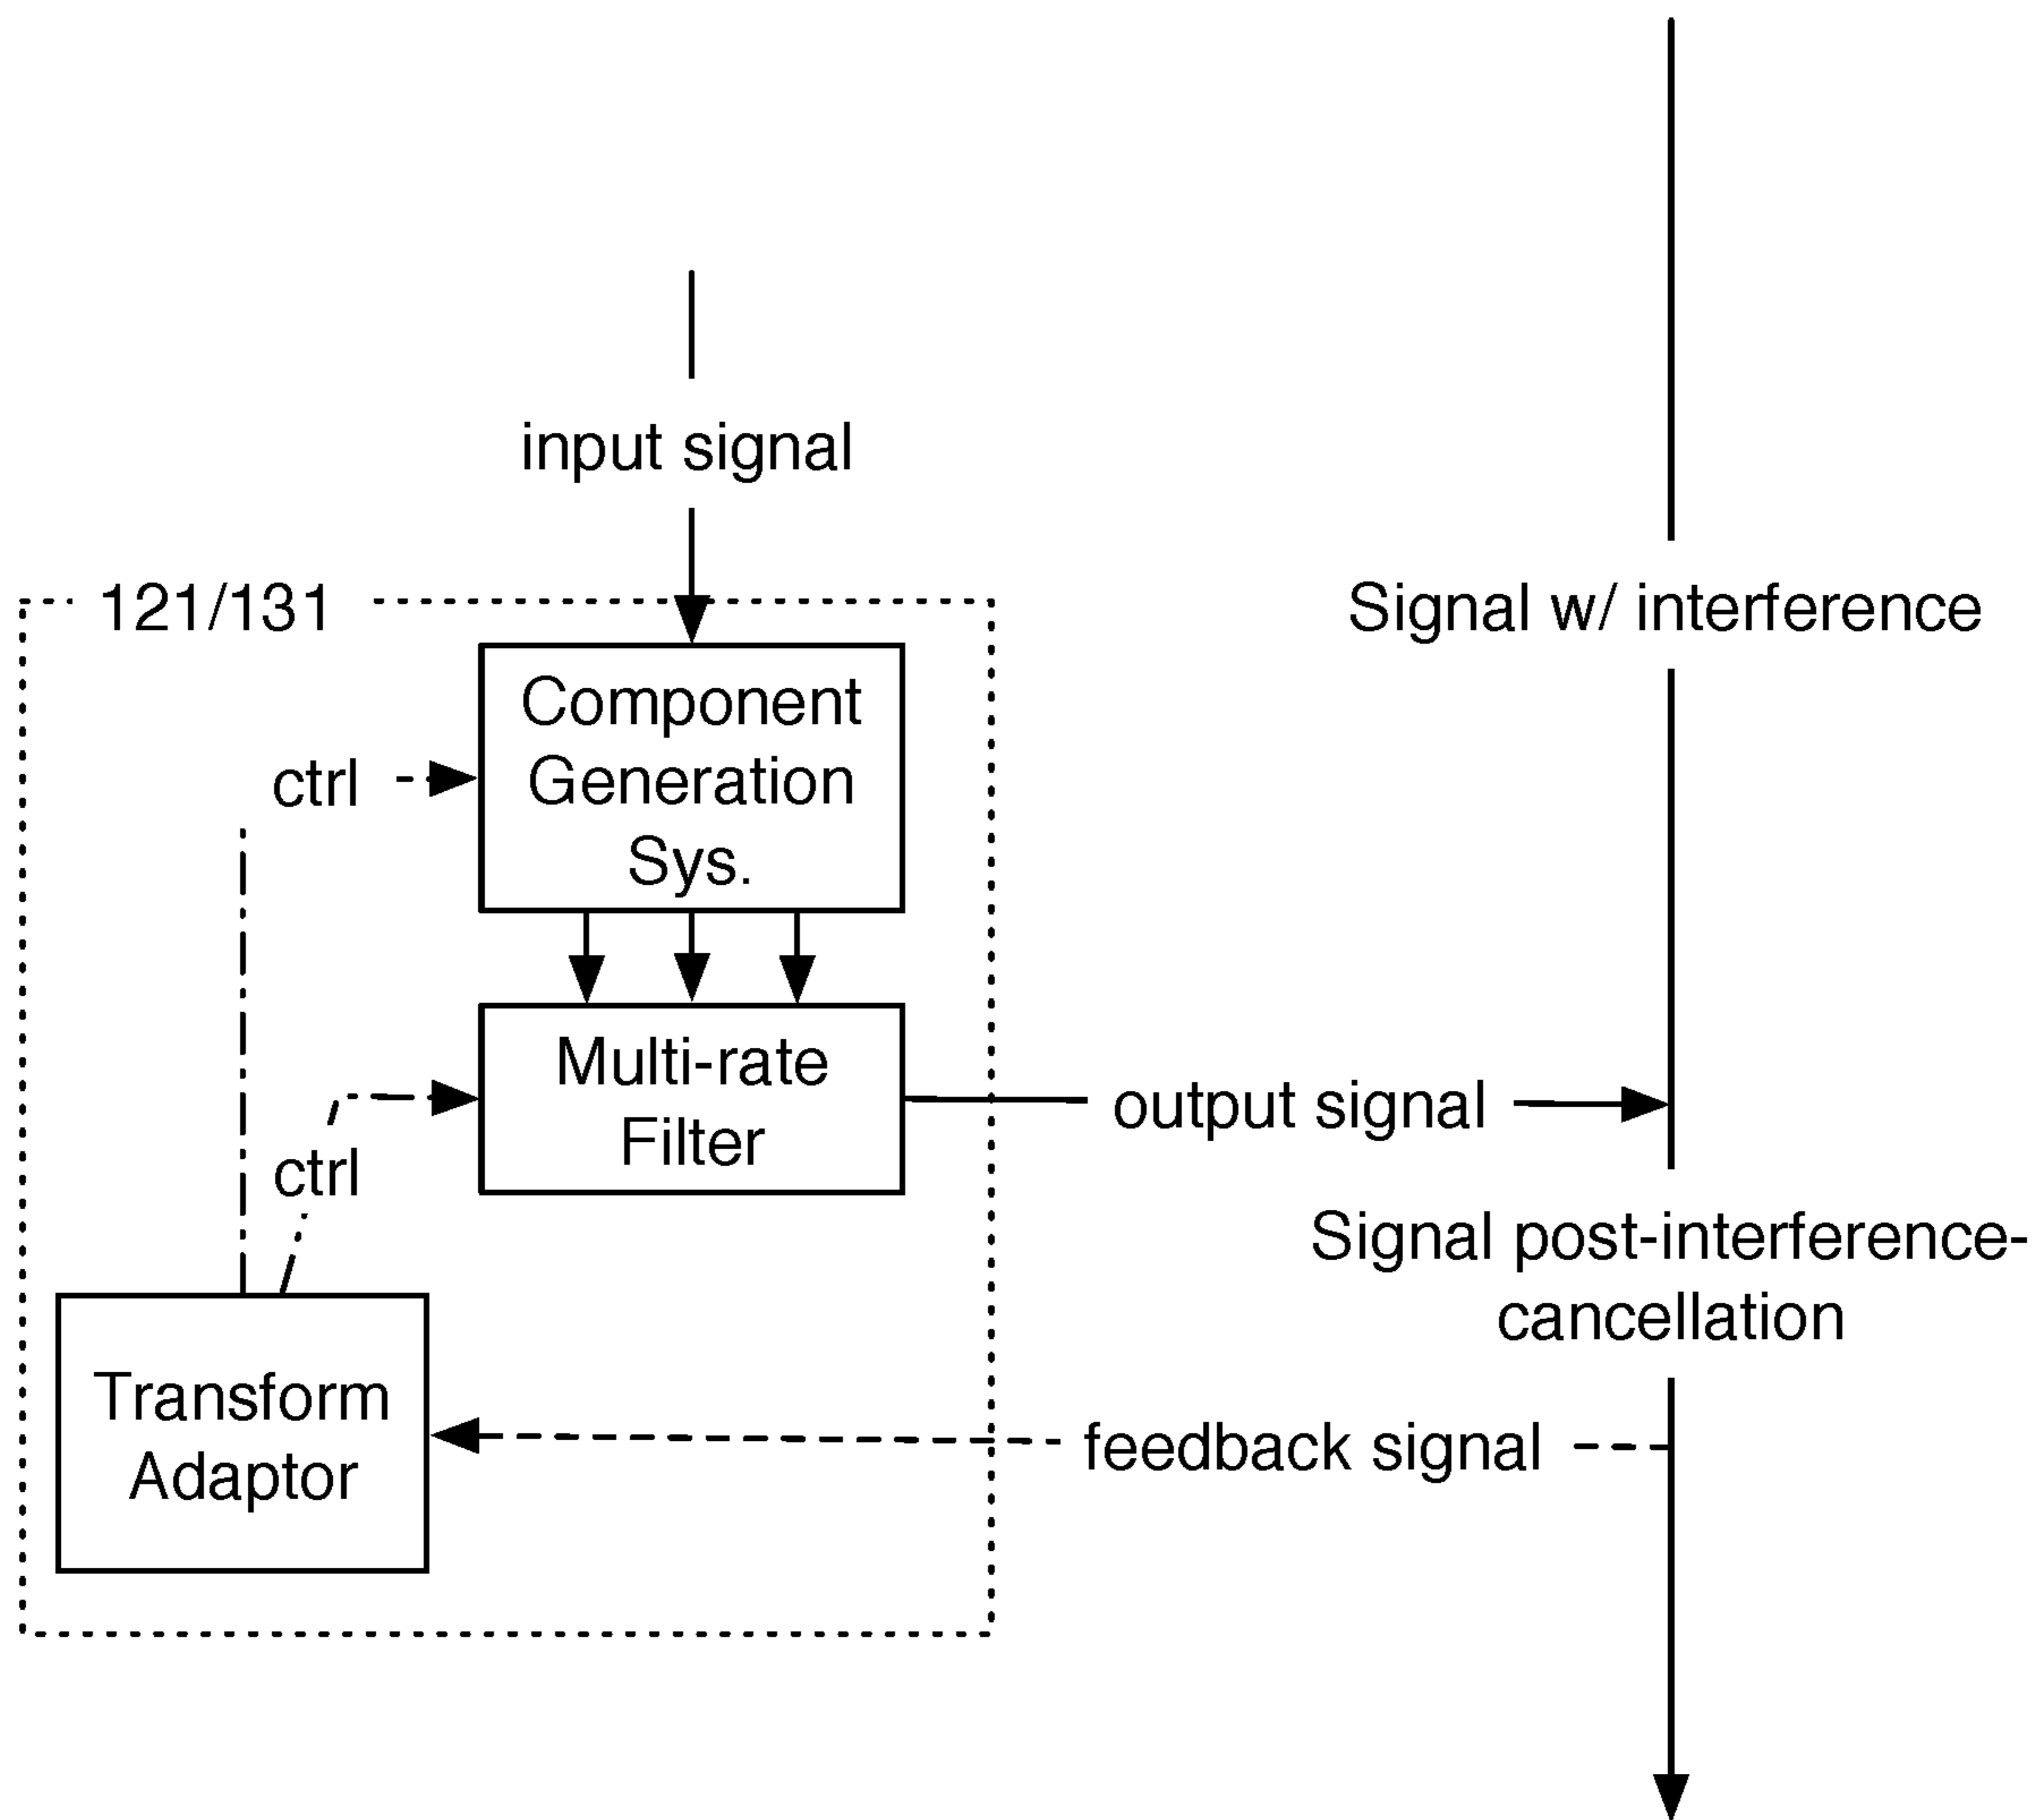 input signal
121/131
Signal w/ interference
Component
Generation
Sys.
ctrl
Multi-rate
Filter
output signal
ctrl
Signal post-interference-
cancellation
Transform
Adaptor
feedback signal